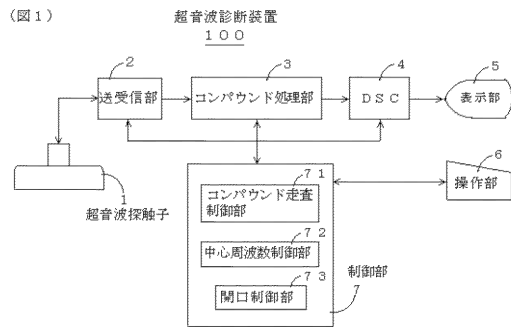 (図1)
超音波診断装置
100
2
3
4
5
送受信部
コンパウンド処理部
DSC
表示部
1
超音波探触子
6
操作部
71
コンパウンド走査
制御部
72
中心周波数制御部
73
開口制御部
制御部
7